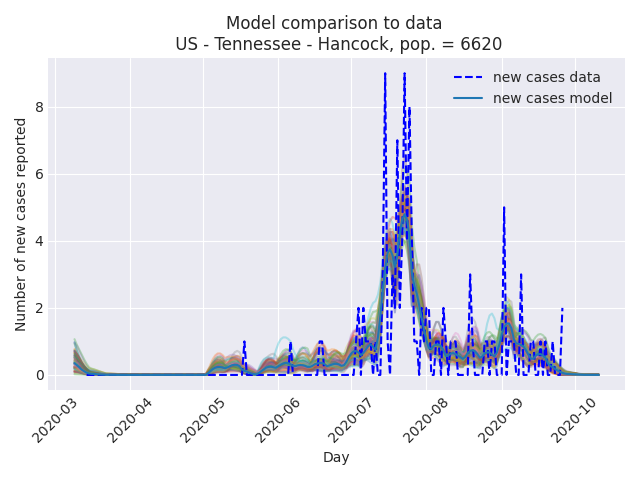 Model comparison to data
US - Tennessee - Hancock, pop. = 6620
new cases data
new cases model
Number of new cases reported
8
6
4
2
0
2020-03
2020-04
2020-05
2020-06
2020-07
2020-08
2020-09
2020-10
Day